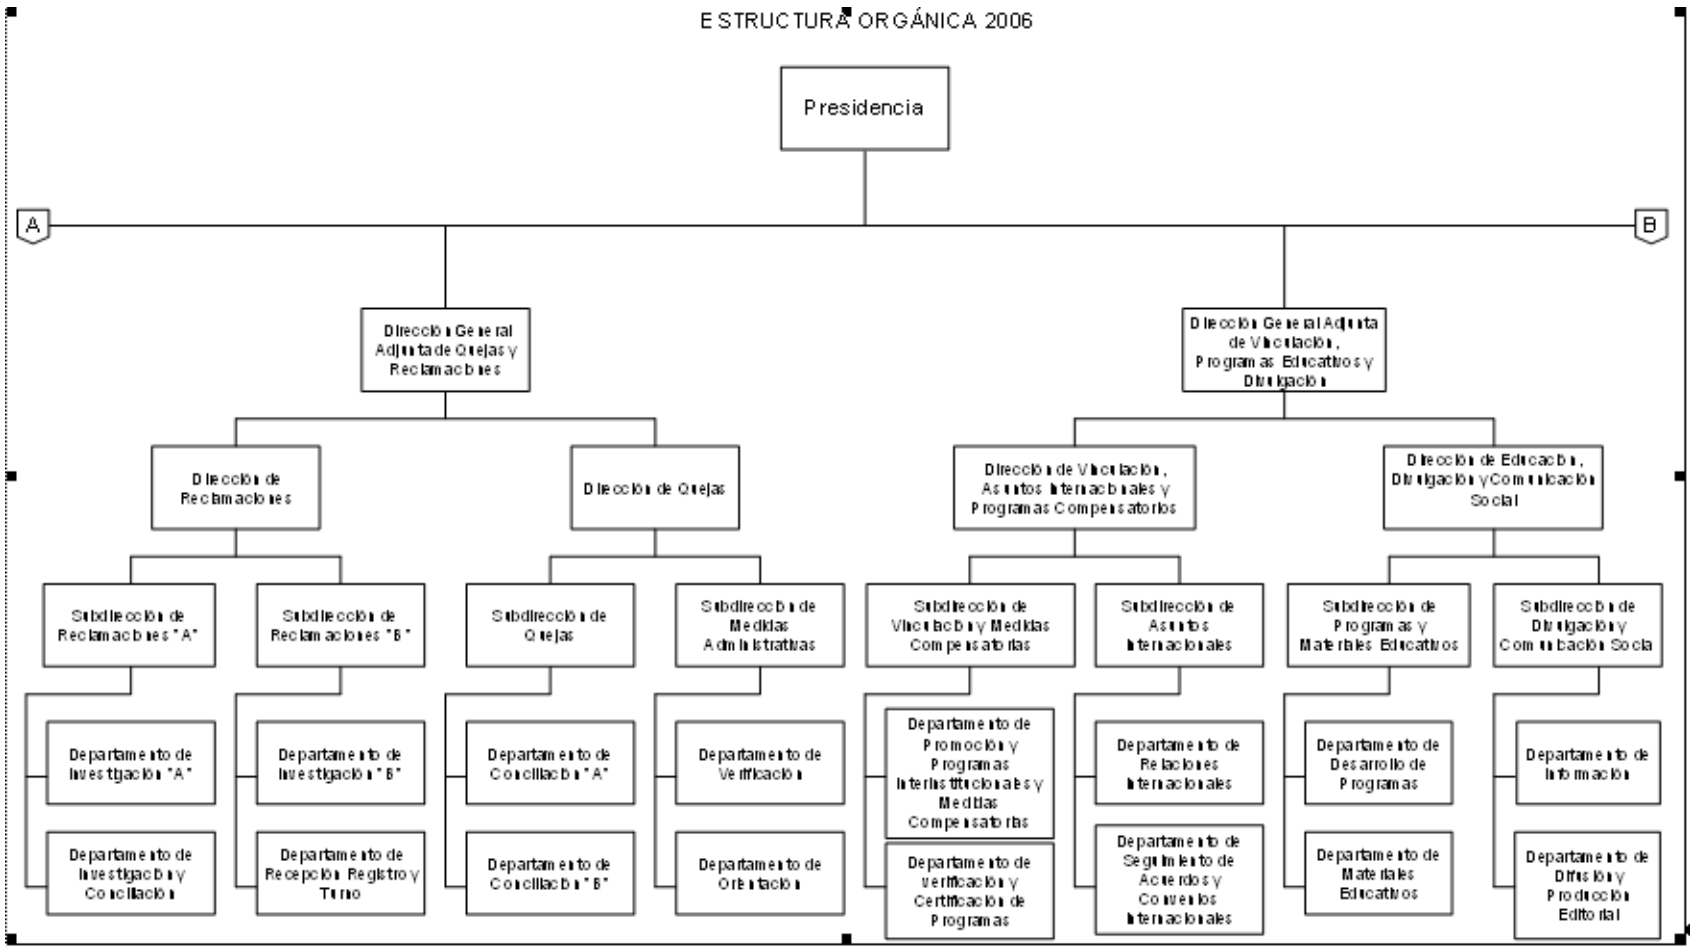 ESTRUCTURA ORGÁNICA 2006
Presidencia
A
B
Dirección General
Adjunta de Quejas y
Reclamaciones
Dirección General Adjunta
de Vinculación,
Programas Educativos y
Divulgación
Dirección de
Reclamaciones
Dirección de Quejas
Dirección de Vinculación,
Asuntos Internacionales y
Programas Compensatorios
Dirección de Educación,
Divulgación y Comunicación
Social
Subdirección de
Reclamaciones "A"
Subdirección de
Reclamaciones "B"
Subdirección de
Quejas
Subdirección de
Medidas
Administrativas
Subdirección de
Vinculación y Medidas
Compensatorias
Subdirección de
Asuntos
Internacionales
Subdirección de
Programas y
Materiales Educativos
Subdirección de
Divulgación y
Comunicación Socia
Departamento de
Investigación "A"
Departamento de
Investigación "B"
Departamento de
Conciliación "A"
Departamento de
Verificación
Departamento de
Promoción y
Programas
Interinstitucionales y
Medidas
Compensatorias
Departamento de
Relaciones
Internacionales
Departamento de
Desarrollo de
Programas
Departamento de
Información
Departamento de
Investigación y
Conciliación
Departamento de
Recepción Registro y
Turno
Departamento de
Conciliación "B"
Departamento de
Orientación
Departamento de
verificación y
Certificación de
Programas
Departamento de
Seguimiento de
Acuerdos y
Convenios
Internacionales
Departamento de
Materiales
Educativos
Departamento de
Difusión y
Producción
Editorial